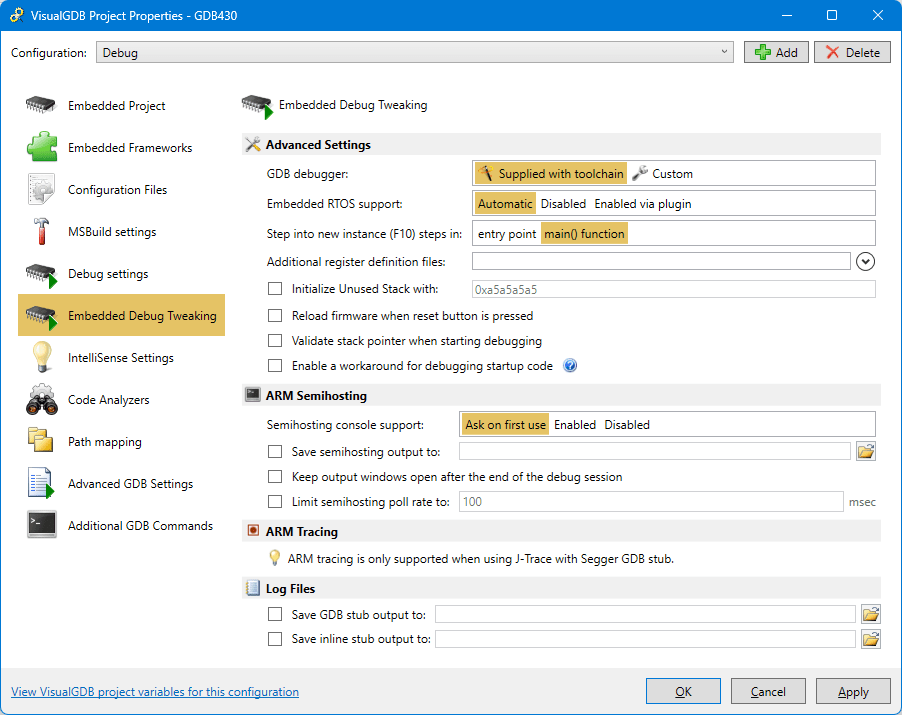 VisualGDB Project Properties - GDB430
Configuration: Debug Add Delete
Embedded Project
Embedded Frameworks
Configuration Files
MSBuild settings
Debug settings
Embedded Debug Tweaking
IntelliSense Settings
Code Analyzers
Path mapping
Advanced GDB Settings
Additional GDB Commands
Embedded Debug Tweaking
Advanced Settings
GDB debugger: Supplied with toolchain Custom
Embedded RTOS support: Automatic Disabled Enabled via plugin
Step into new instance (F10) steps in: entry point main() function
Additional register definition files:
Initialize Unused Stack with: 0xa5a5a5a5
Reload firmware when reset button is pressed
Validate stack pointer when starting debugging
Enable a workaround for debugging startup code ?
ARM Semihosting
Semihosting console support: Ask on first use Enabled Disabled
Save semihosting output to:
Keep output windows open after the end of the debug session
Limit semihosting poll rate to: 100 msec
ARM Tracing
ARM tracing is only supported when using J-Trace with Segger GDB stub.
Log Files
Save GDB stub output to:
Save inline stub output to:
View VisualGDB project variables for this configuration OK Cancel Apply